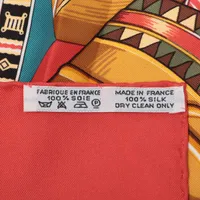 FABRIQUE EN FRANCE
100% SOIE
MADE IN FRANCE
100% SILK
DRY CLEAN ONLY